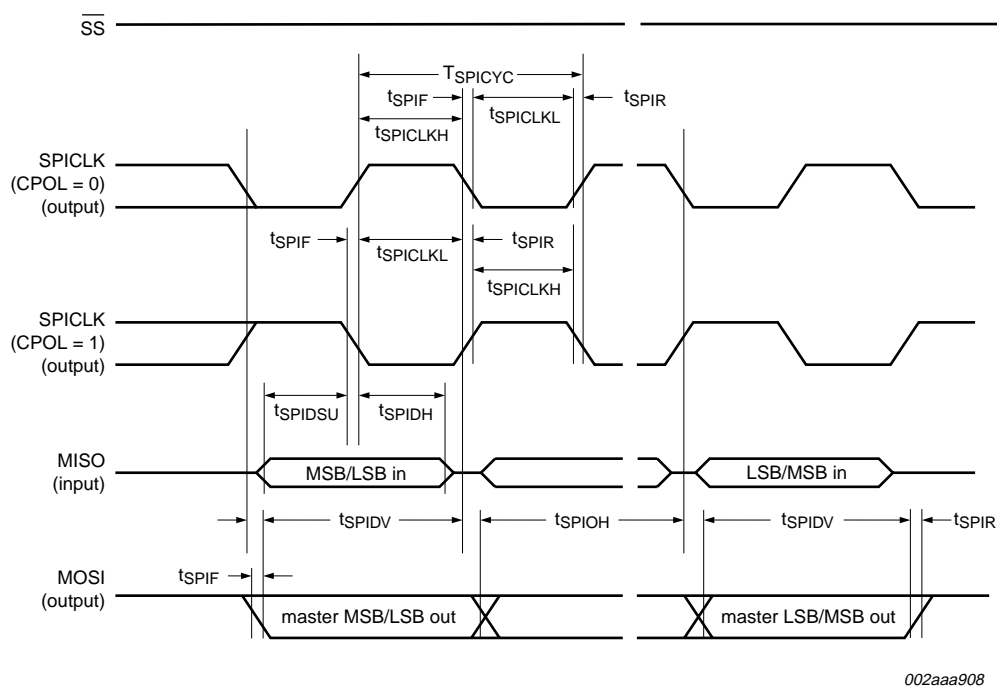 SS
TSPICYC
tSPIF
tSPICLKL
tSPIR
tSPICLKH
SPICLK
(CPOL = 0)
(output)
tSPIF
tSPICLKL
tSPIR
tSPICLKH
SPICLK
(CPOL = 1)
(output)
tSPIDSU
tSPIDH
MISO
(input)
MSB/LSB in
LSB/MSB in
tSPIDV
tSPIOH
tSPIDV
tSPIR
tSPIF
MOSI
(output)
master MSB/LSB out
master LSB/MSB out
002aaa908